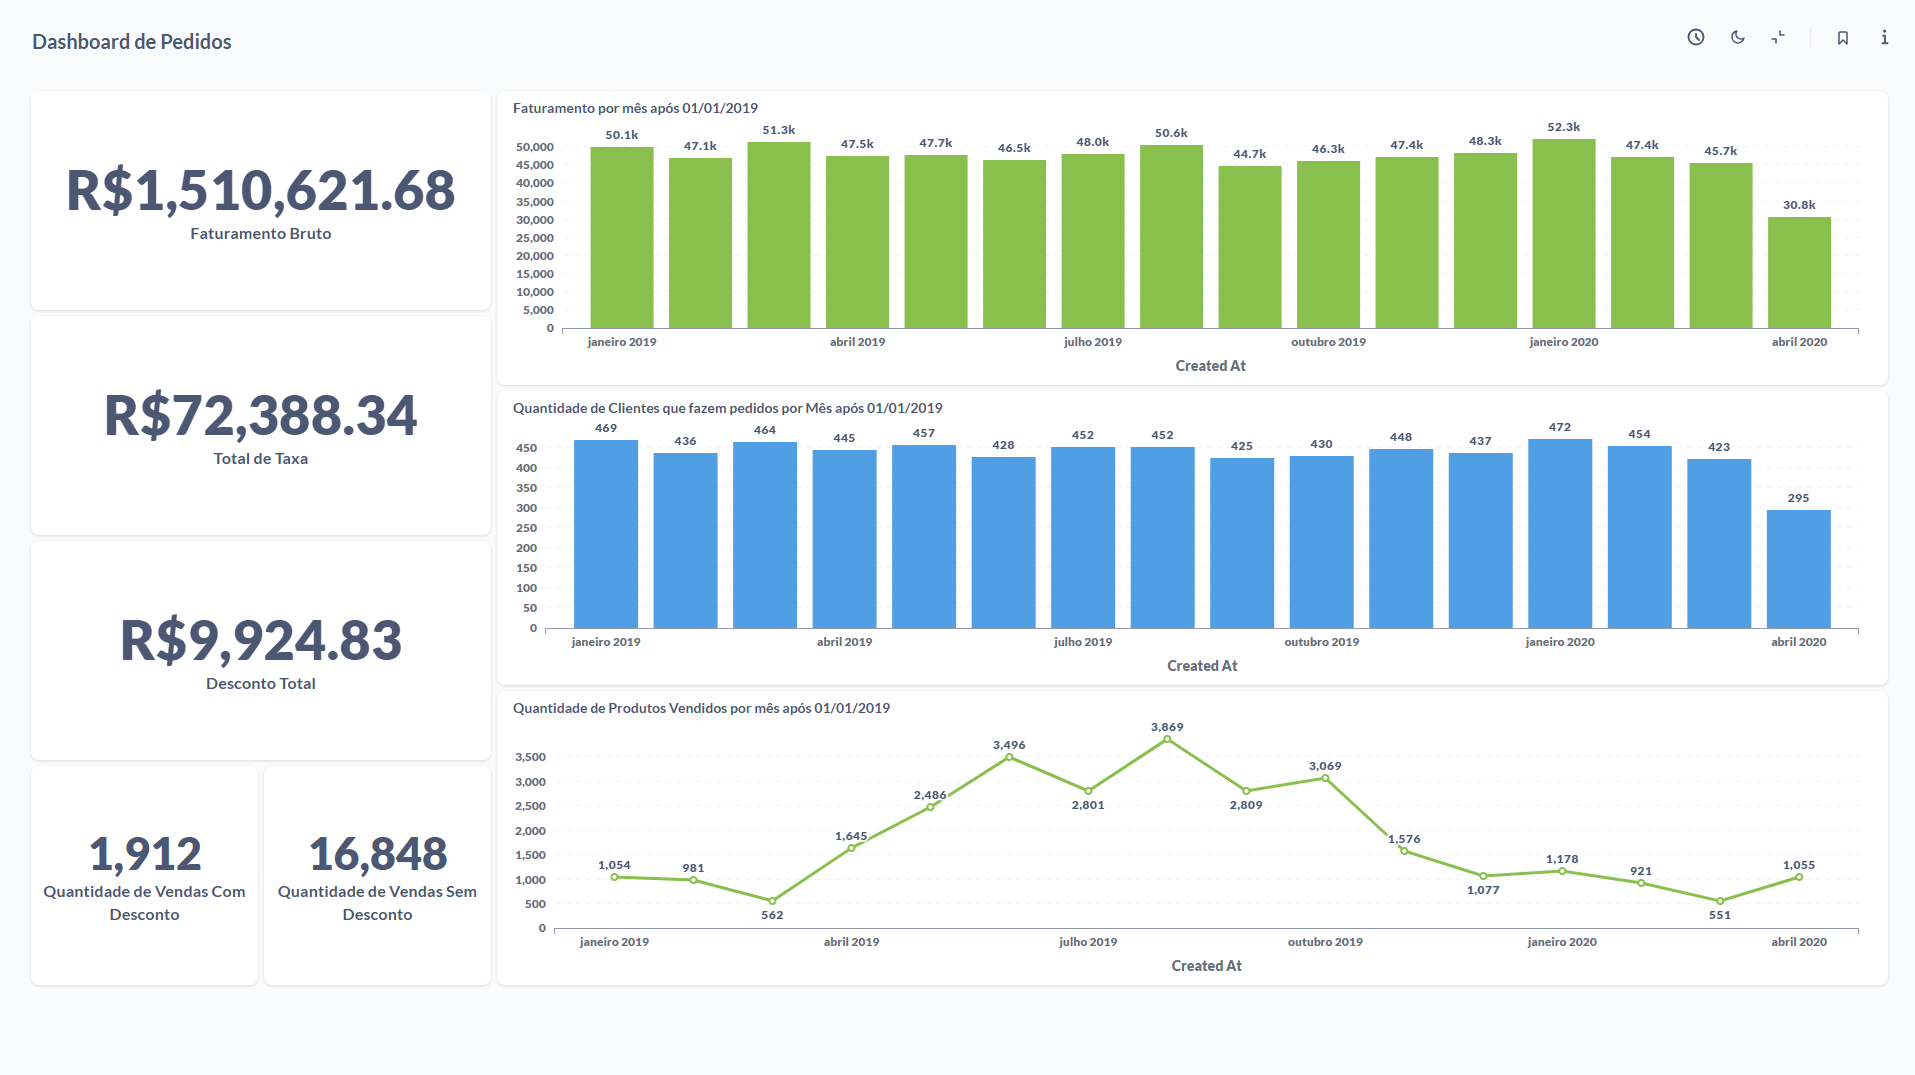 Dashboard de Pedidos
R$1,510,621.68
Faturamento Bruto
R$72,388.34
Total de Taxa
R$9,924.83
Desconto Total
1,912
Quantidade de Vendas Com
Desconto
16,848
Quantidade de Vendas Sem
Desconto
Faturamento por mês após 01/01/2019
50.1k 47.1k 51.3k 47.5k 47.7k 46.5k 48.0k 50.6k 44.7k 46.3k 47.4k 48.3k 52.3k 47.4k 45.7k 30.8k
50,000
45,000
40,000
35,000
30,000
25,000
20,000
15,000
10,000
5,000
0
janeiro 2019 abril 2019 julho 2019 outubro 2019 janeiro 2020 abril 2020
Created At
Quantidade de Clientes que fazem pedidos por Mês após 01/01/2019
469 436 464 445 457 428 452 452 425 430 448 437 472 454 423 295
450
400
350
300
250
200
150
100
50
0
janeiro 2019 abril 2019 julho 2019 outubro 2019 janeiro 2020 abril 2020
Created At
Quantidade de Produtos Vendidos por mês após 01/01/2019
1,054 981 562 1,645 2,486 3,496 2,801 3,869 2,809 3,069 1,576 1,077 1,178 921 551 1,055
3,500
3,000
2,500
2,000
1,500
1,000
500
0
janeiro 2019 abril 2019 julho 2019 outubro 2019 janeiro 2020 abril 2020
Created At